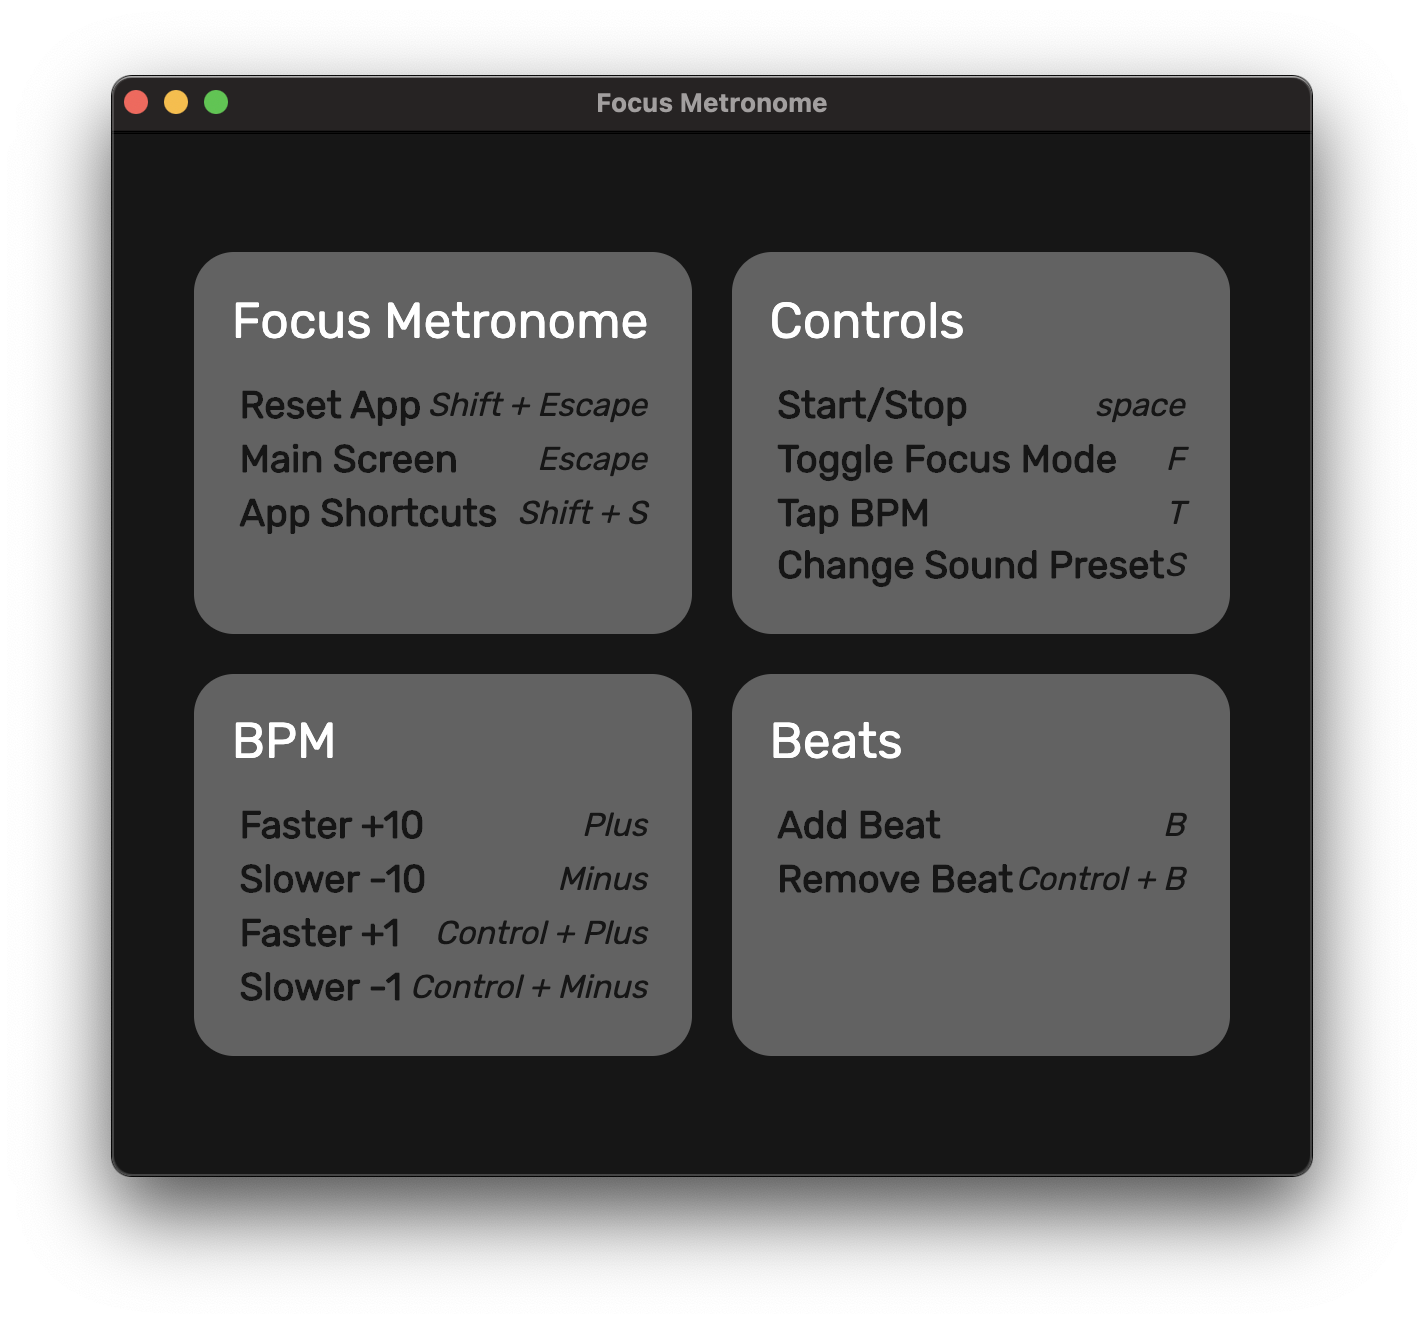 Focus Metronome
Focus Metronome
Reset App Shift + Escape
Main Screen Escape
App Shortcuts Shift + S
Controls
Start/Stop space
Toggle Focus Mode F
Tap BPM T
Change Sound Preset S
BPM
Faster +10 Plus
Slower -10 Minus
Faster +1 Control + Plus
Slower -1 Control + Minus
Beats
Add Beat B
Remove Beat Control + B